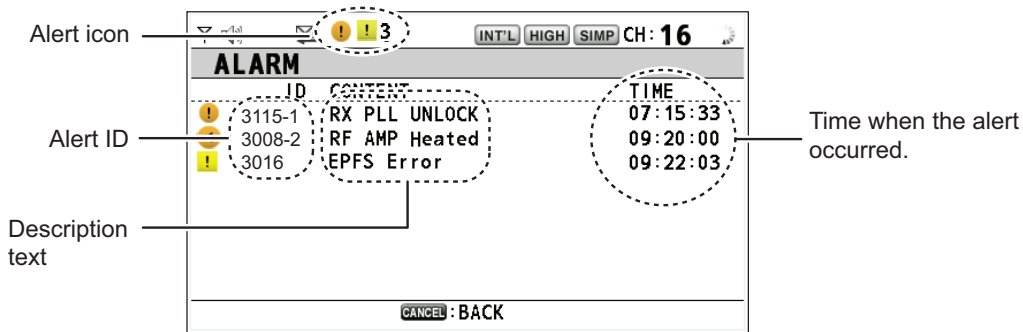 Alert icon
! ! 3 INT'L HIGH SIMP CH: 16
ALARM
ID CONTENT TIME
! 3115-1 RX PLL UNLOCK 07:15:33
3008-2 RF AMP Heated 09:20:00
! 3016 EPFS Error 09:22:03
Alert ID
Time when the alert
occurred.
Description
text
CANCEL : BACK